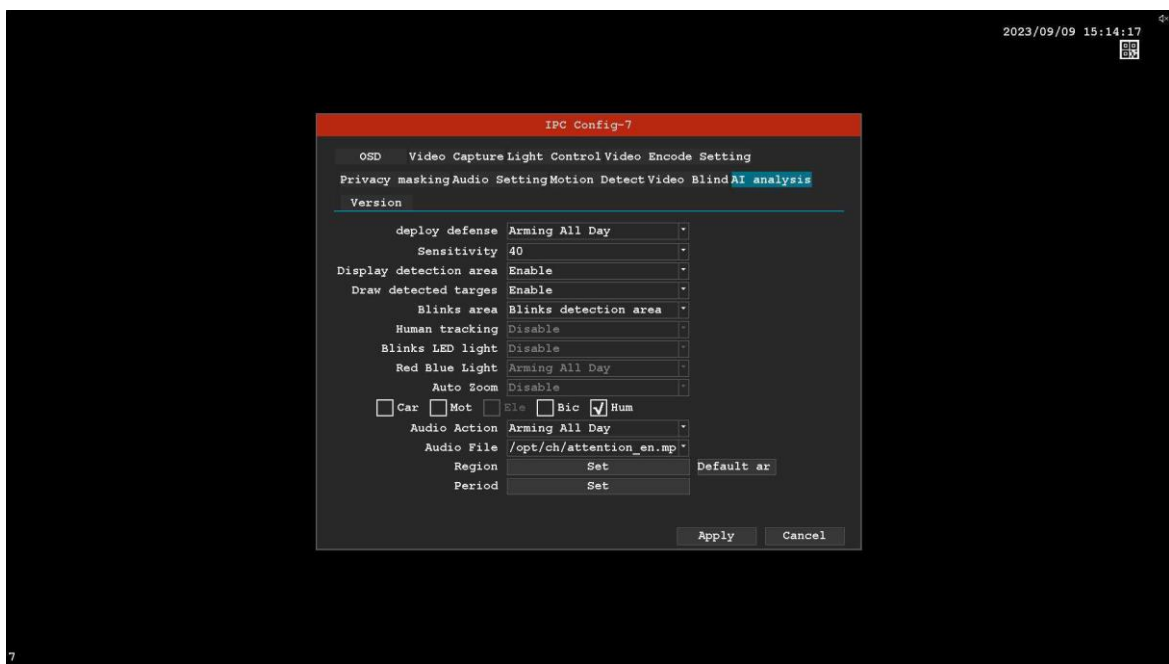 2023/09/09 15:14:17
IPC Config-7
OSD Video Capture Light Control Video Encode Setting
Privacy masking Audio Setting Motion Detect Video Blind AI analysis
Version
deploy defense Arming All Day
Sensitivity 40
Display detection area Enable
Draw detected targes Enable
Blinks area Blinks detection area
Human tracking Disable
Blinks LED light Disable
Red Blue Light Arming All Day
Auto Zoom Disable
Car Mot Ele Bic Hum
Audio Action Arming All Day
Audio File /opt/ch/attention_en.mp
Region Set Default ar
Period Set
Apply Cancel
7